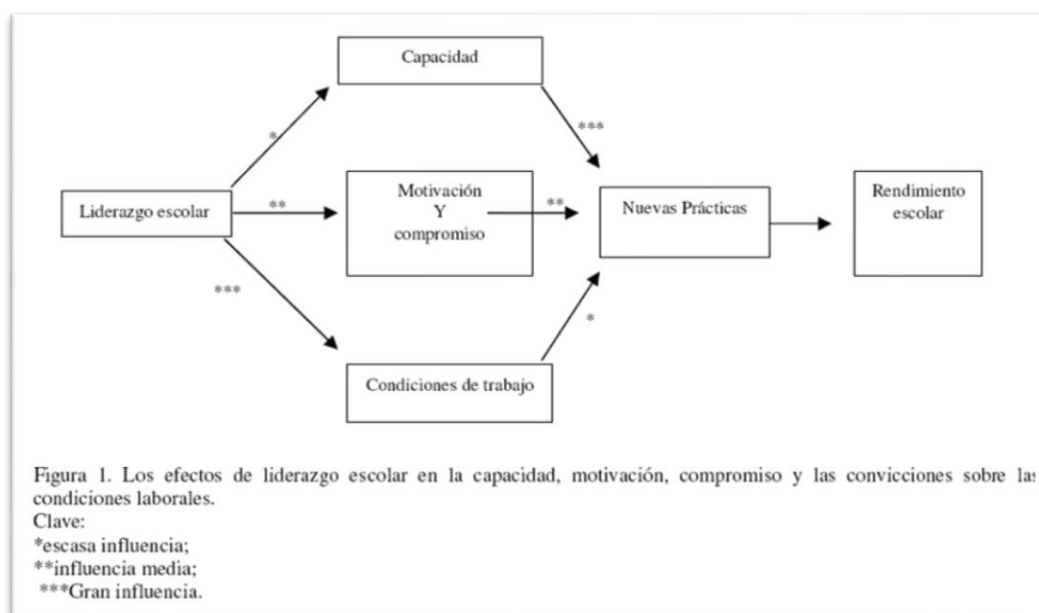 Capacidad
*
***
Liderazgo escolar
**
Motivación
Y
compromiso
**
Nuevas Prácticas
Rendimiento
escolar
***
*
Condiciones de trabajo
Figura 1. Los efectos de liderazgo escolar en la capacidad, motivación, compromiso y las convicciones sobre las
condiciones laborales.
Clave:
*escasa influencia;
**influencia media;
***Gran influencia.